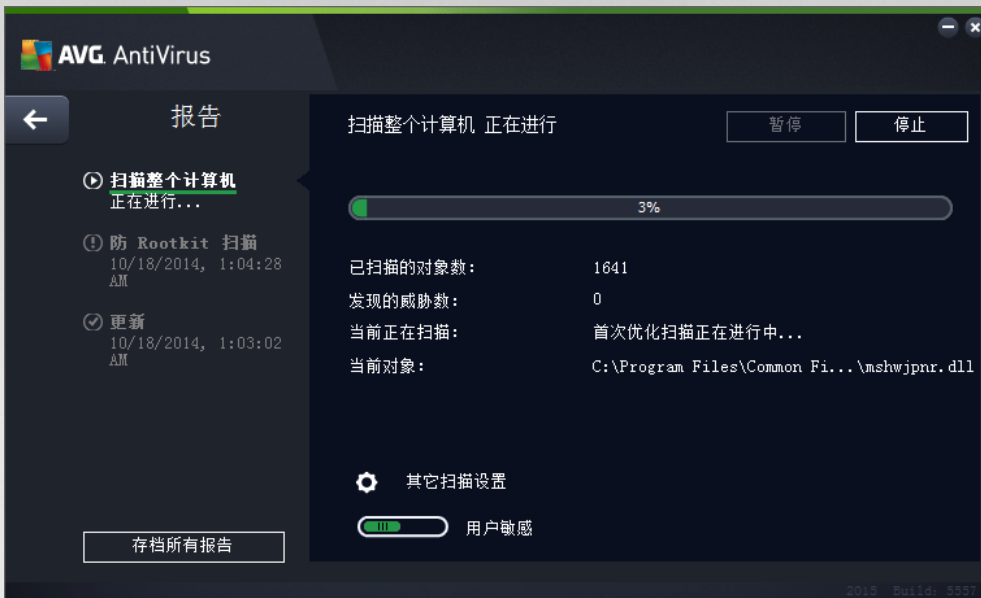 AVG. AntiVirus
报告
扫描整个计算机
正在进行...
防 Rootkit 扫描
10/18/2014, 1:04:28
AM
更新
10/18/2014, 1:03:02
AM
存档所有报告
扫描整个计算机 正在进行
暂停
停止
3%
已扫描的对象数: 1641
发现的威胁数: 0
当前正在扫描: 首次优化扫描正在进行中...
当前对象: C:\Program Files\Common Fi...\mshwjpnr.dll
其它扫描设置
用户敏感
2015 Build: 5557